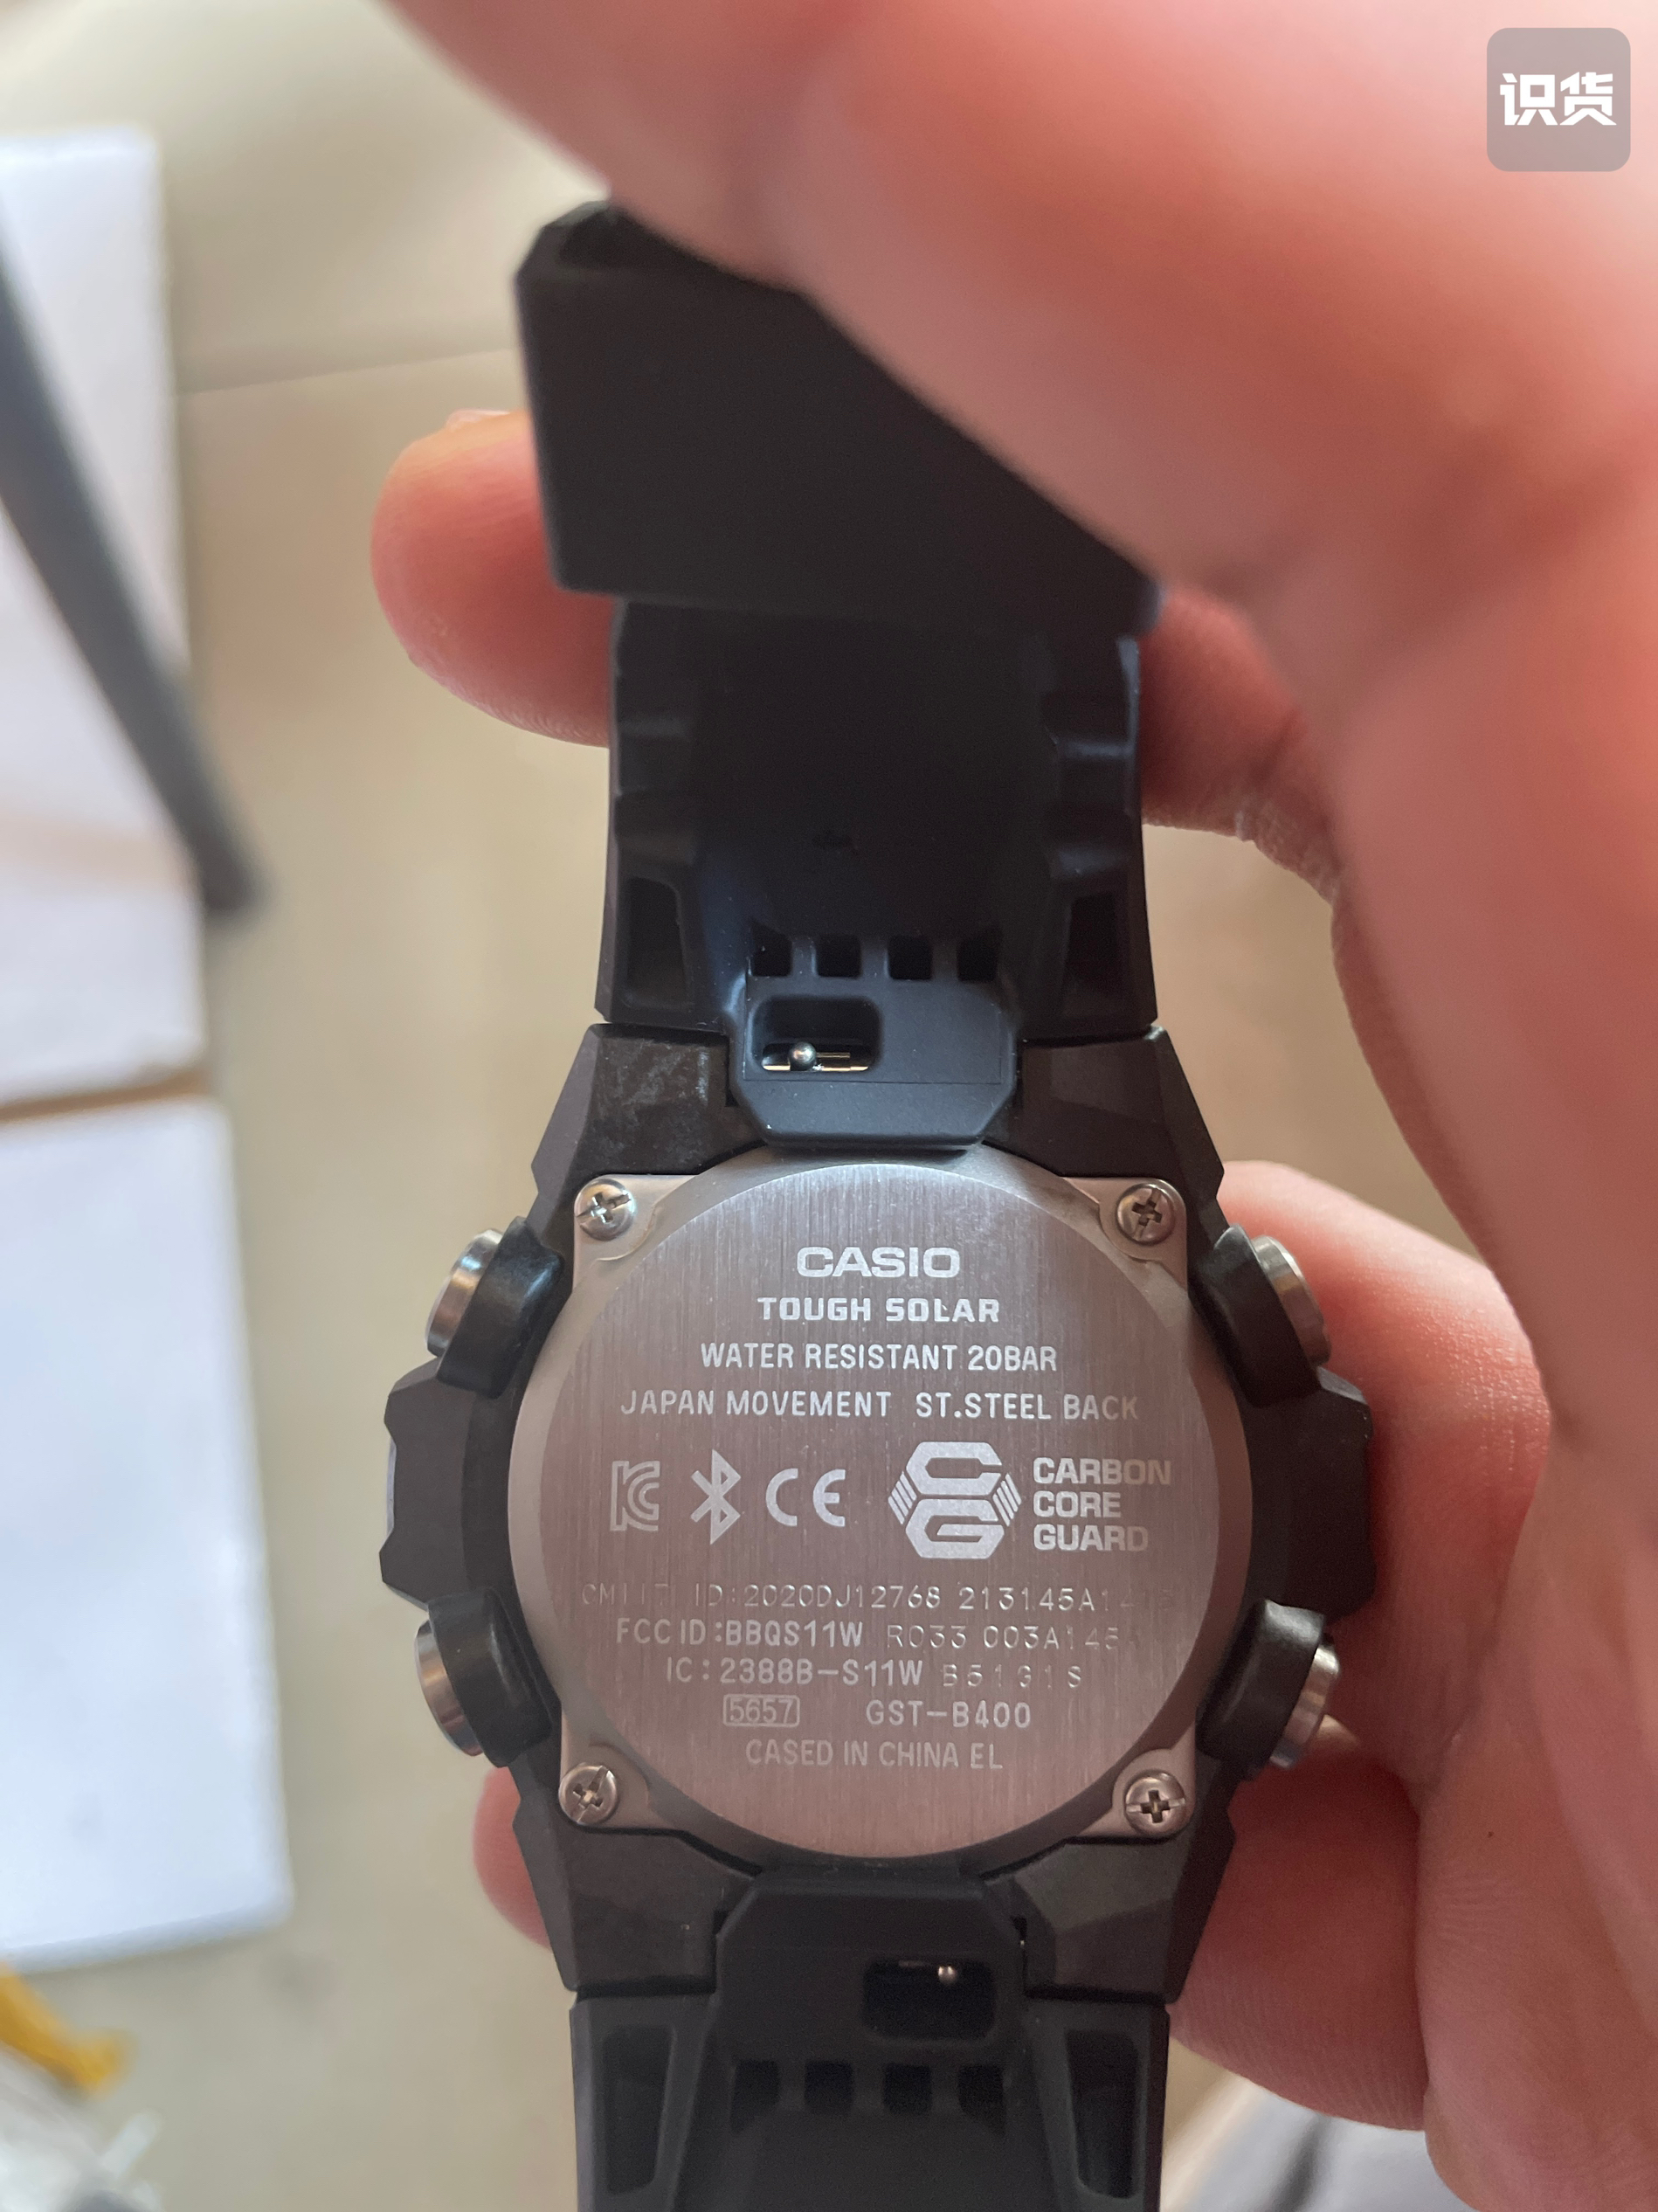 识货
CASIO
TOUGH SOLAR
WATER RESISTANT 20BAR
JAPAN MOVEMENT ST.STEEL BACK
CE CG CARBON
CORE
GUARD
ID:2020DJ12768
FCC ID:BBQS11W R033
IC:2388B-S11W
5657 GST-B400
CASED IN CHINA EL